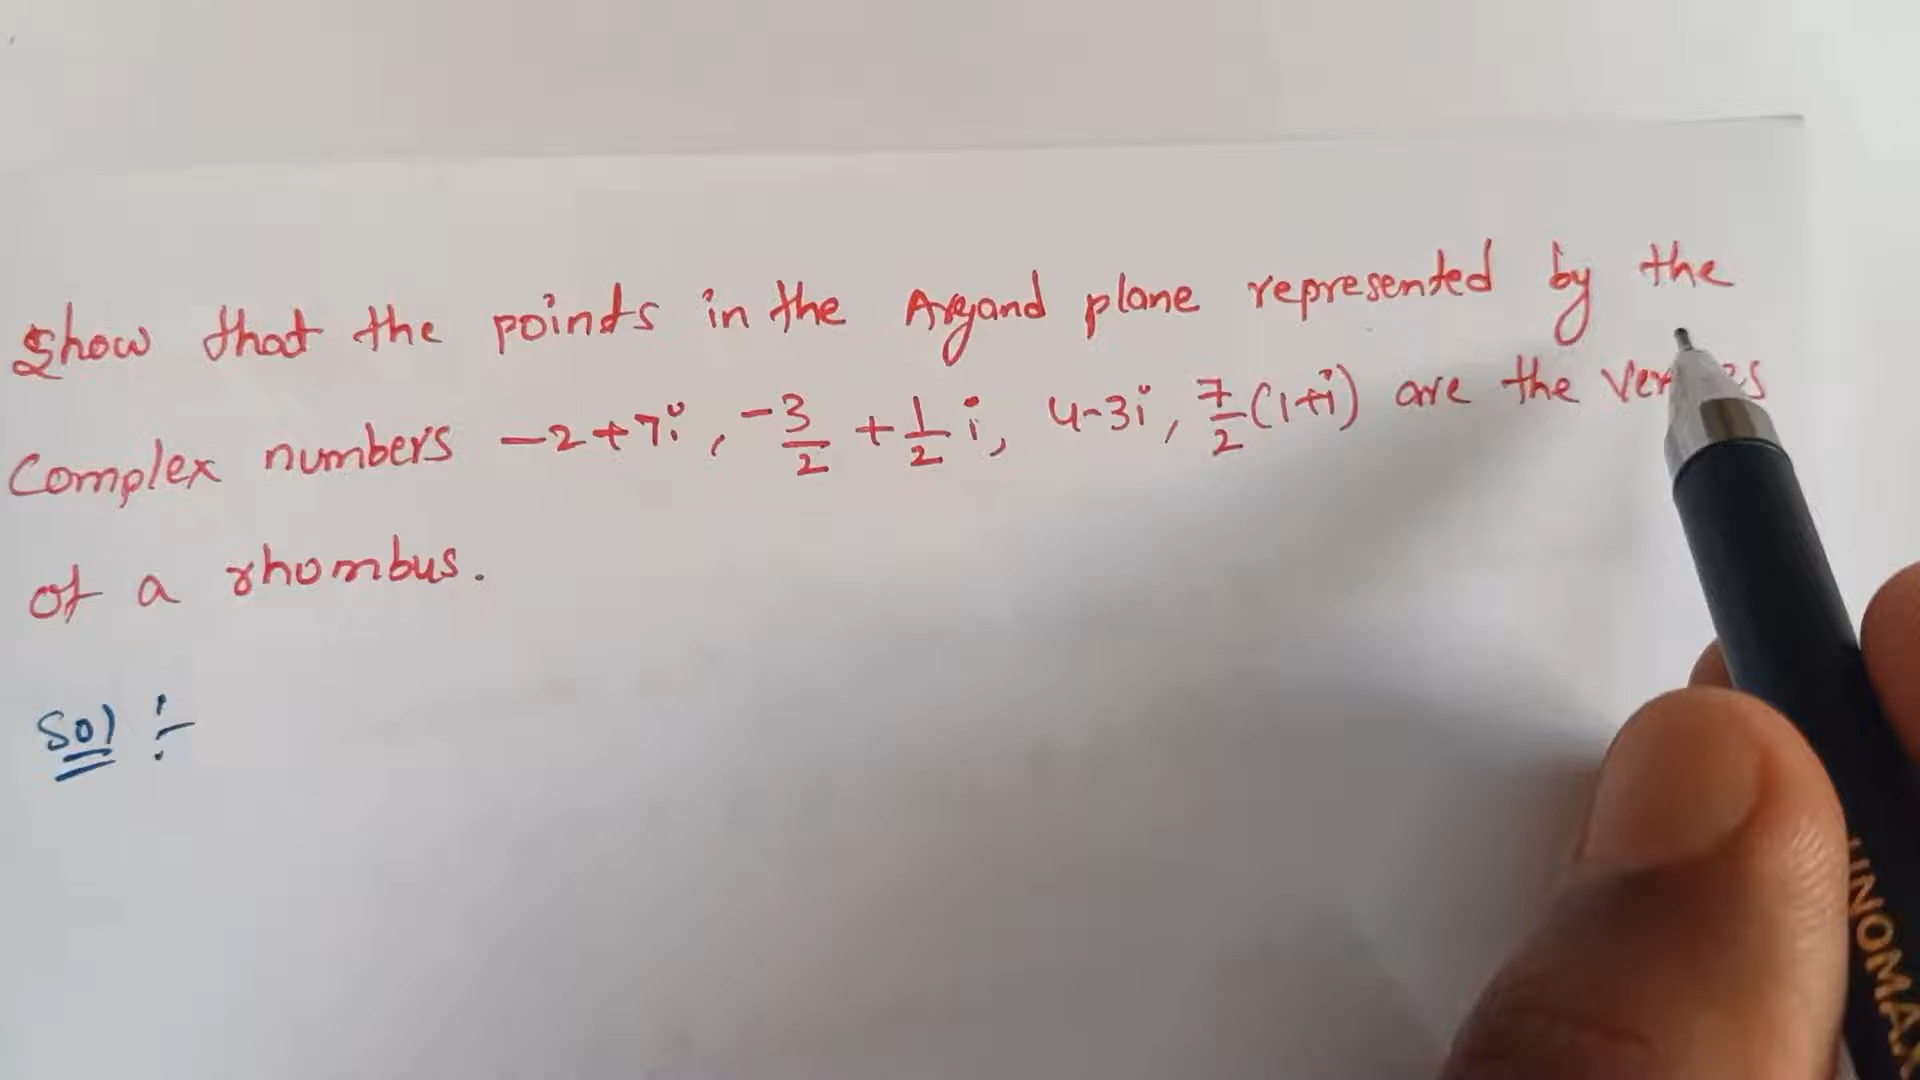 Show that the points in the Argand plane represented by the
Complex numbers -2+7i, -3/2 + 1/2 i, 4-3i, 7/2 (1+i) are the
of a rhombus.
Sol :-
UNOMAX